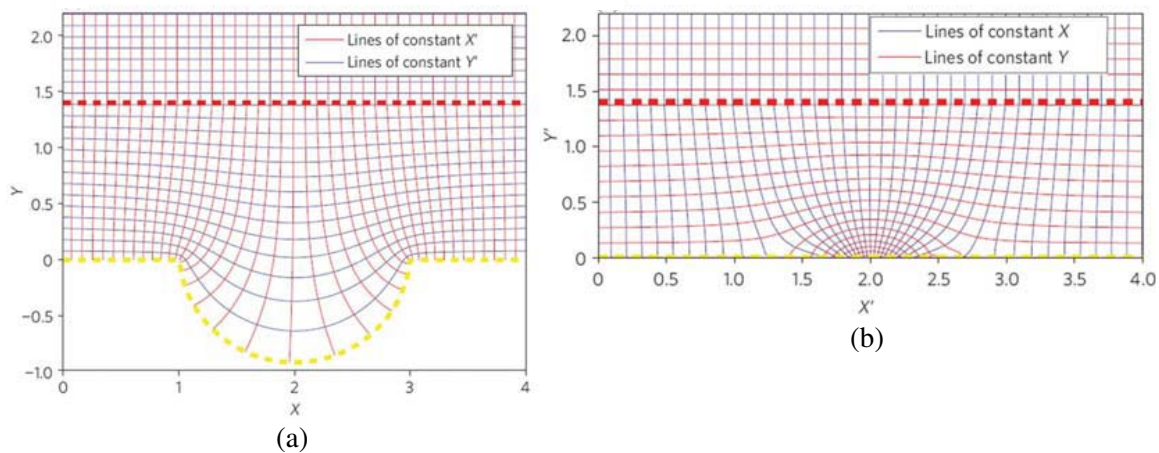 2.0
1.5
1.0
0.5
0
−0.5
−1.0
Y
Lines of constant X'
Lines of constant Y'
0
1
2
3
4
X
(a)
2.0
1.5
1.0
0.5
0
Y'
Lines of constant X
Lines of constant Y
0
0.5
1.0
1.5
2.0
2.5
3.0
3.5
4.0
X'
(b)